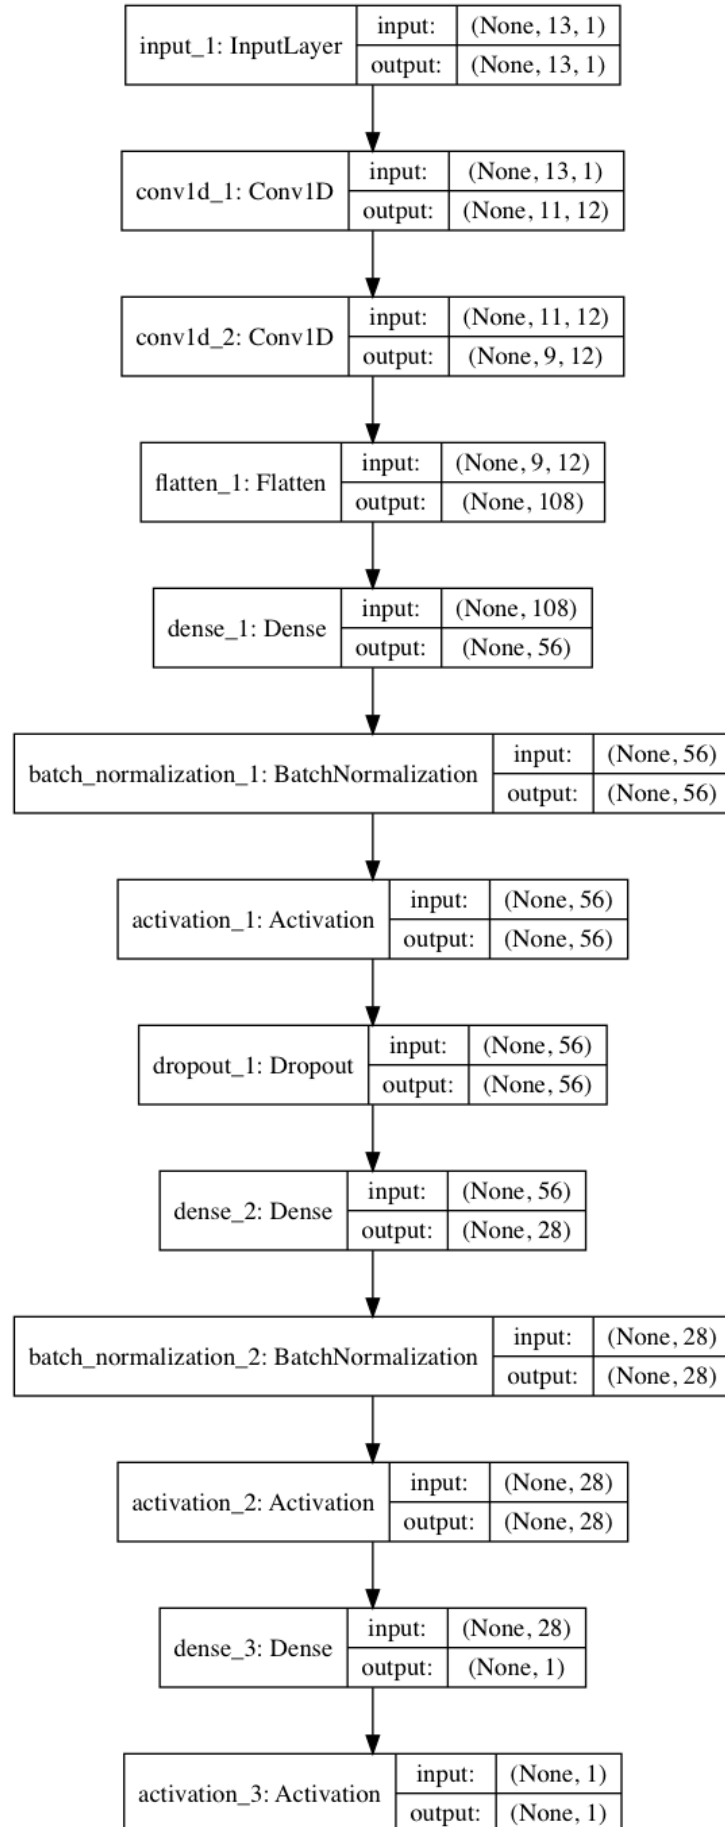 input_1: InputLayer
input: (None, 13, 1)
output: (None, 13, 1)
conv1d_1: Conv1D
input: (None, 13, 1)
output: (None, 11, 12)
conv1d_2: Conv1D
input: (None, 11, 12)
output: (None, 9, 12)
flatten_1: Flatten
input: (None, 9, 12)
output: (None, 108)
dense_1: Dense
input: (None, 108)
output: (None, 56)
batch_normalization_1: BatchNormalization
input: (None, 56)
output: (None, 56)
activation_1: Activation
input: (None, 56)
output: (None, 56)
dropout_1: Dropout
input: (None, 56)
output: (None, 56)
dense_2: Dense
input: (None, 56)
output: (None, 28)
batch_normalization_2: BatchNormalization
input: (None, 28)
output: (None, 28)
activation_2: Activation
input: (None, 28)
output: (None, 28)
dense_3: Dense
input: (None, 28)
output: (None, 1)
activation_3: Activation
input: (None, 1)
output: (None, 1)